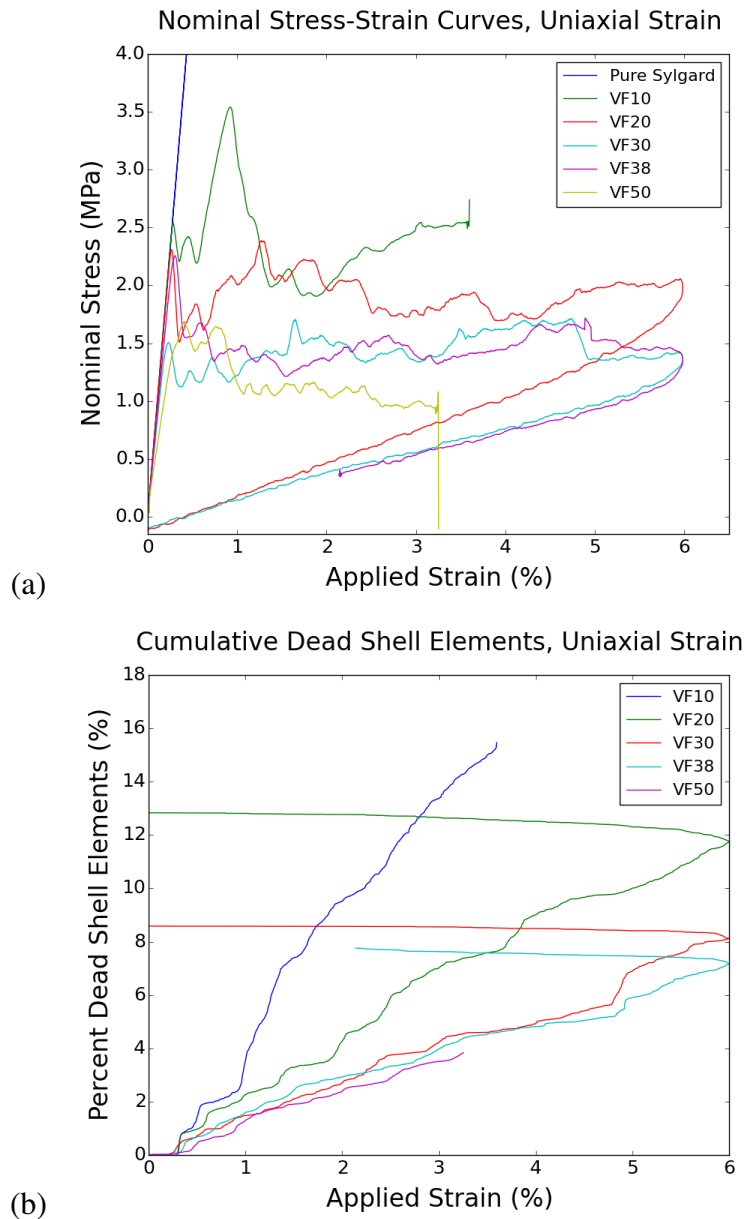 Nominal Stress-Strain Curves, Uniaxial Strain
4.0
3.5
3.0
2.5
2.0
1.5
1.0
0.5
0.0
Nominal Stress (MPa)
Pure Sylgard
VF10
VF20
VF30
VF38
VF50
0 1 2 3 4 5 6
Applied Strain (%)
(a)
Cumulative Dead Shell Elements, Uniaxial Strain
18
16
14
12
10
8
6
4
2
0
Percent Dead Shell Elements (%)
VF10
VF20
VF30
VF38
VF50
0 1 2 3 4 5 6
Applied Strain (%)
(b)